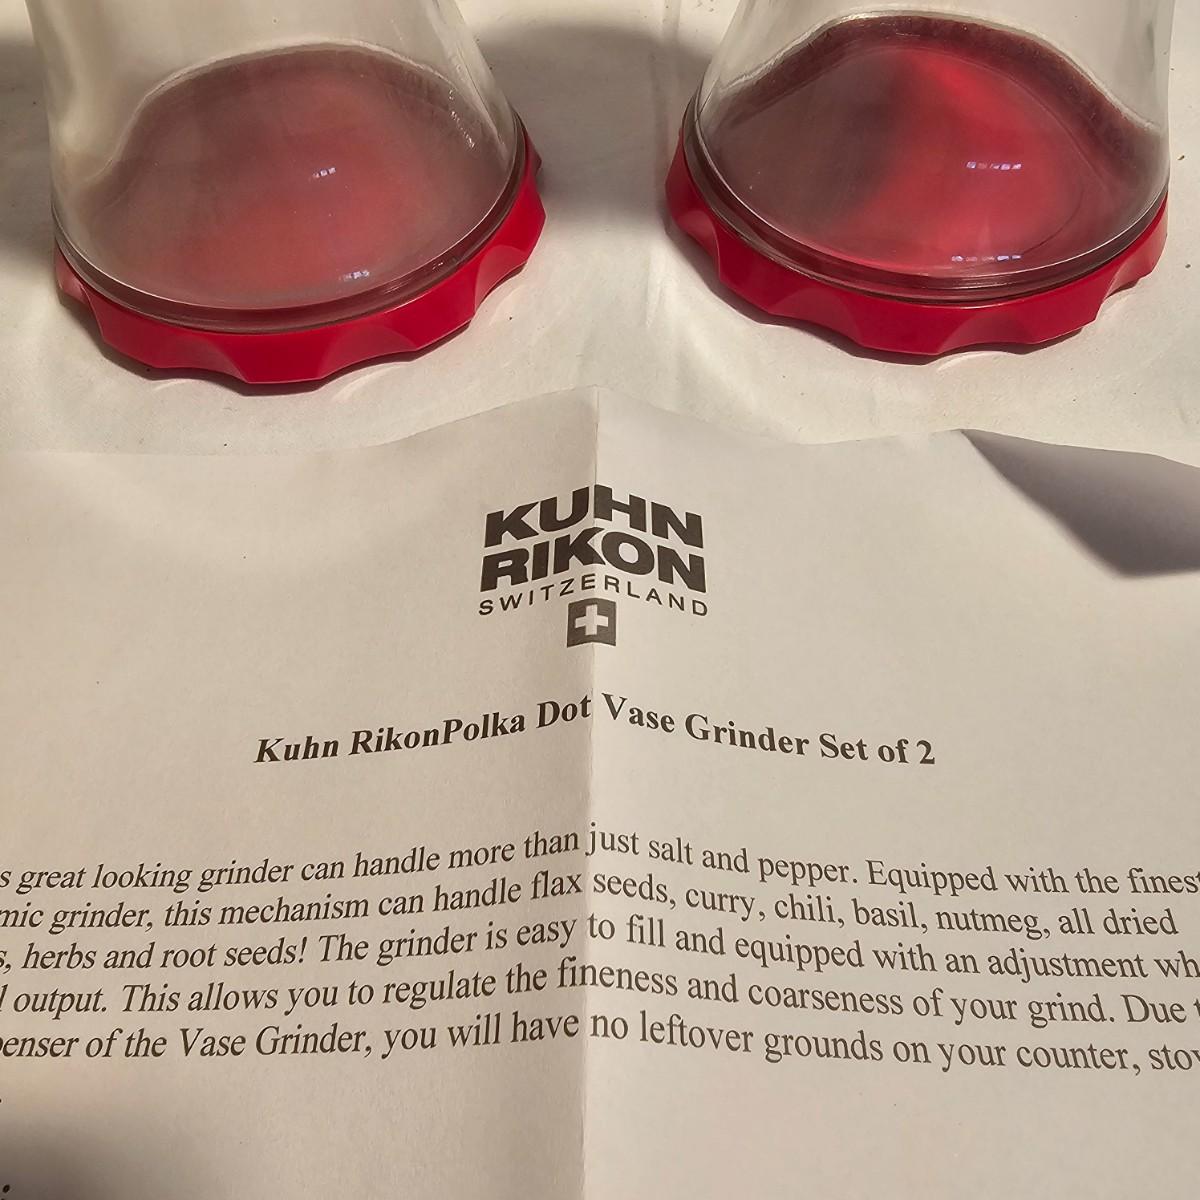 KUHN
RIKON
SWITZERLAND
Kuhn RikonPolka Dot Vase Grinder Set of 2
great looking grinder can handle more than just salt and pepper. Equipped with the finest
grinder, this mechanism can handle flax seeds, curry, chili, basil, nutmeg, all dried
herbs and root seeds! The grinder is easy to fill and equipped with an adjustment
output. This allows you to regulate the fineness and coarseness of your grind. Due
of the Vase Grinder, you will have no leftover grounds on your counter,